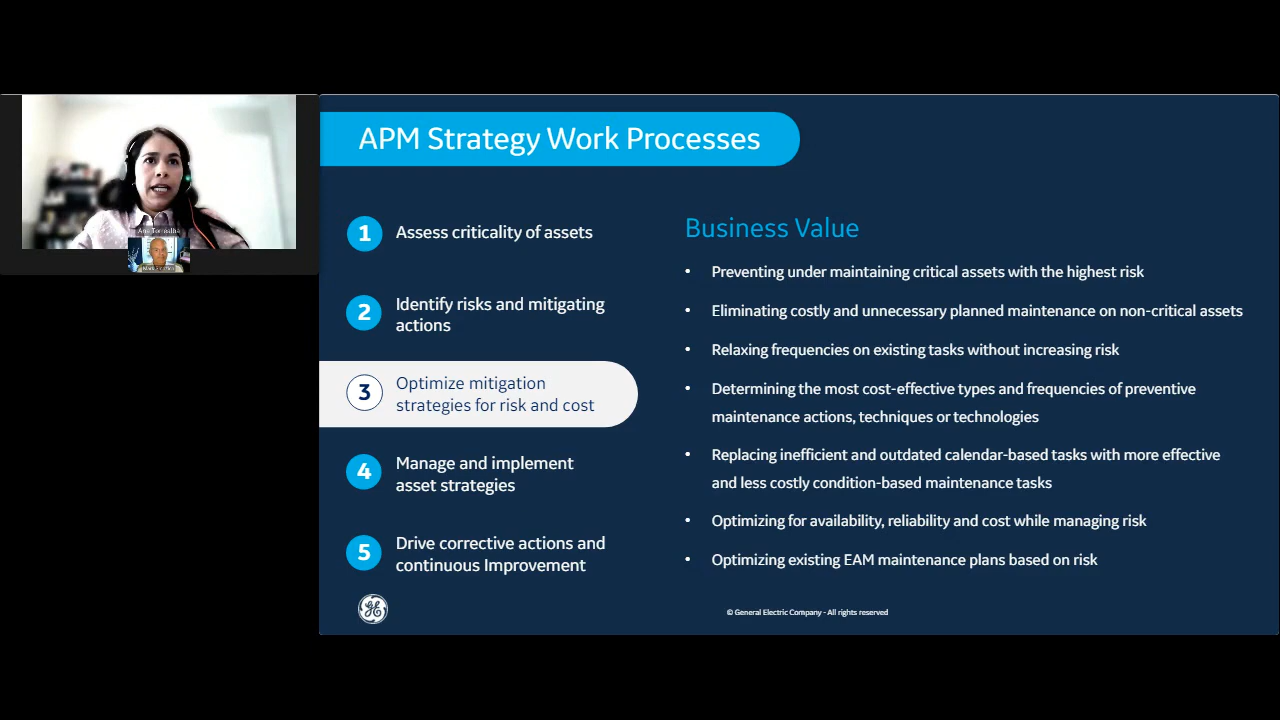 APM Strategy Work Processes
Ana Torrealba
1
Assess criticality of assets
2
Identify risks and mitigating
actions
3
Optimize mitigation
strategies for risk and cost
4
Manage and implement
asset strategies
5
Drive corrective actions and
continuous Improvement
Business Value
• Preventing under maintaining critical assets with the highest risk
• Eliminating costly and unnecessary planned maintenance on non-critical assets
• Relaxing frequencies on existing tasks without increasing risk
• Determining the most cost-effective types and frequencies of preventive
maintenance actions, techniques or technologies
• Replacing inefficient and outdated calendar-based tasks with more effective
and less costly condition-based maintenance tasks
• Optimizing for availability, reliability and cost while managing risk
• Optimizing existing EAM maintenance plans based on risk
GE
© General Electric Company - All rights reserved